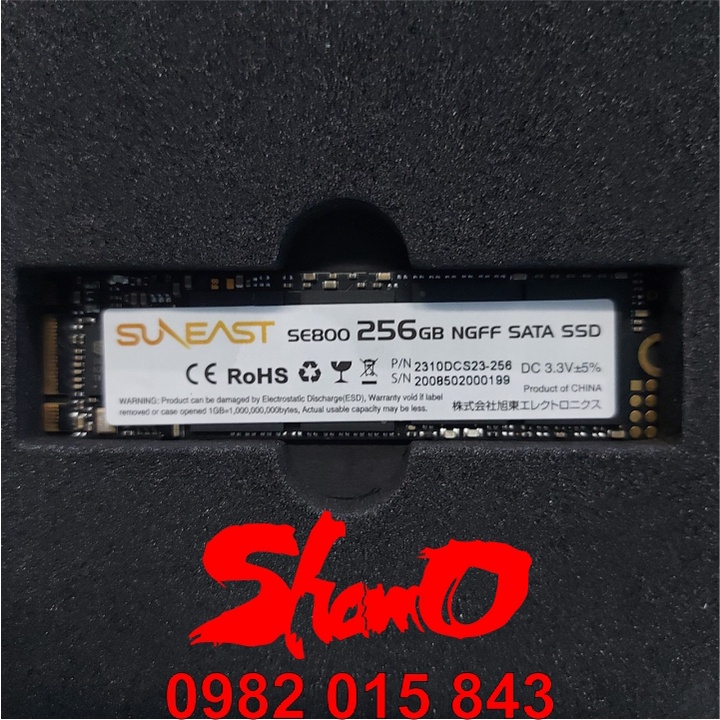 SUNEAST SE800 256GB NGFF SATA SSD
CE RoHS P/N 2310DCS23-256 DC 3.3V±5%
S/N 2008502000199
Product of CHINA
WARNING: Product can be damaged by Electrostatic Discharge(ESD), Warranty void if label
removed or case opened 1GB=1,000,000,000bytes, Actual usable capacity may be less.
株式会社旭東エレクトロニクス
ShamO
0982 015 843